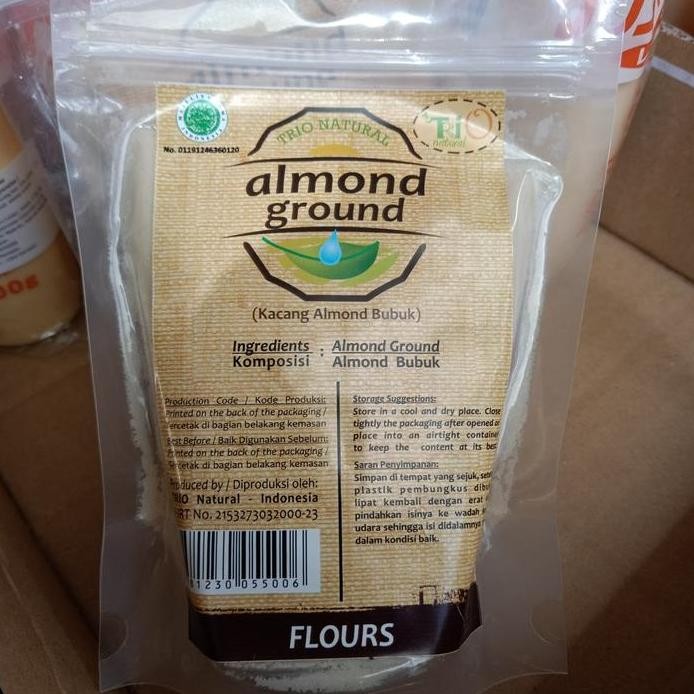 No. 01191246360120
TRIO NATURAL
TRiO
natural
almond
ground
(Kacang Almond Bubuk)
Ingredients : Almond Ground
Komposisi Almond Bubuk
Production Code / Kode Produksi:
Printed on the back of the packaging /
Tercetak di bagian belakang kemasan
Best Before / Baik Digunakan Sebelum:
Printed on the back of the packaging /
Tercetak di bagian belakang kemasan
Produced by / Diproduksi oleh:
TRIO Natural - Indonesia
IRT No. 2153273032000-23
1230 055006
Storage Suggestions:
Store in a cool and dry place. Close
tightly the packaging after opened or
place into an airtight container
to keep the content at its best
Saran Penyimpanan:
Simpan di tempat yang sejuk,
plastik pembungkus
lipat kembali dengan erat
pindahkan isinya ke wadah
udara sehingga isi didalamnya
dalam kondisi baik.
FLOURS